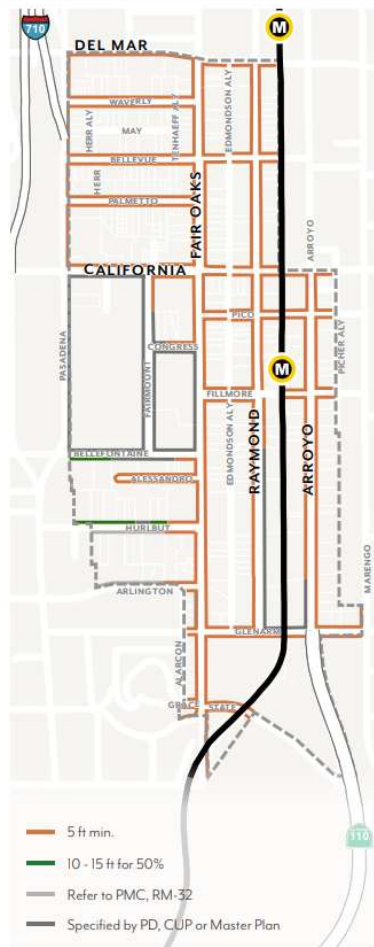 710
M
DEL MAR
WAVERLY
HERR ALY
MAY
TENHAEFF ALY
EDMONDSON ALY
BELLEVUE
HERR
PALMETTO
FAIR OAKS
ARROYO
CALIFORNIA
PICO
PASADENA
FAIRMOUNT
CONGRESS
M
PICHER ALY
FILLMORE
EDMONDSON ALY
RAYMOND
ARROYO
BELLEFONTAINE
ALESSANDRO
HURLBUT
ARLINGTON
MARENGO
GLENARM
ALARCON
GRACE
STATE
5 ft min.
10 - 15 ft for 50%
110
Refer to PMC, RM-32
Specified by PD, CUP or Master Plan